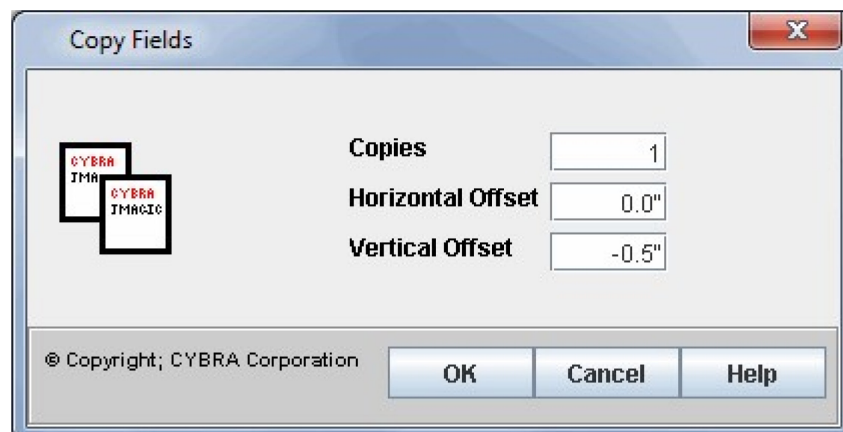 Copy Fields
CYBRA
JMA
CYBRA
JMAGIC
Copies 1
Horizontal Offset 0.0"
Vertical Offset -0.5"
© Copyright; CYBRA Corporation
OK Cancel Help